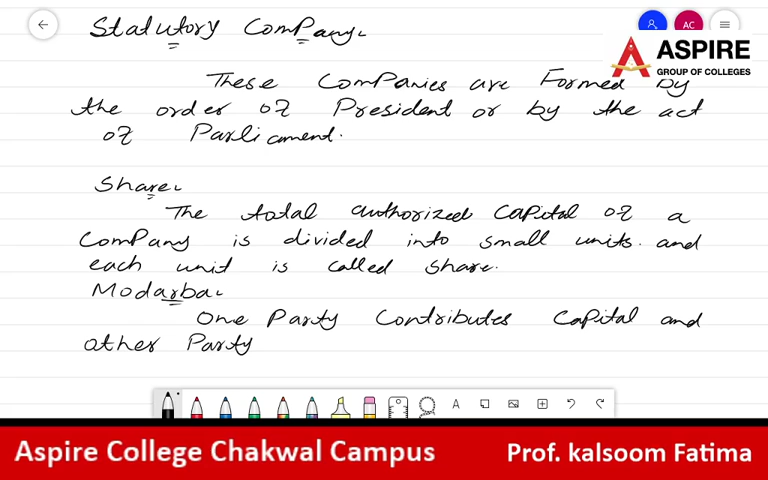 Statutory Company.
AC
ASPIRE
GROUP OF COLLEGES
These Companies are Formed by
the order of President or by the act
of Parliament.
Share.
The total authorized Capital of a
Company is divided into small units. and
each unit is called share.
Modarba.
One Party Contributes Capital and
other Party
A
Aspire College Chakwal Campus
Prof. kalsoom Fatima